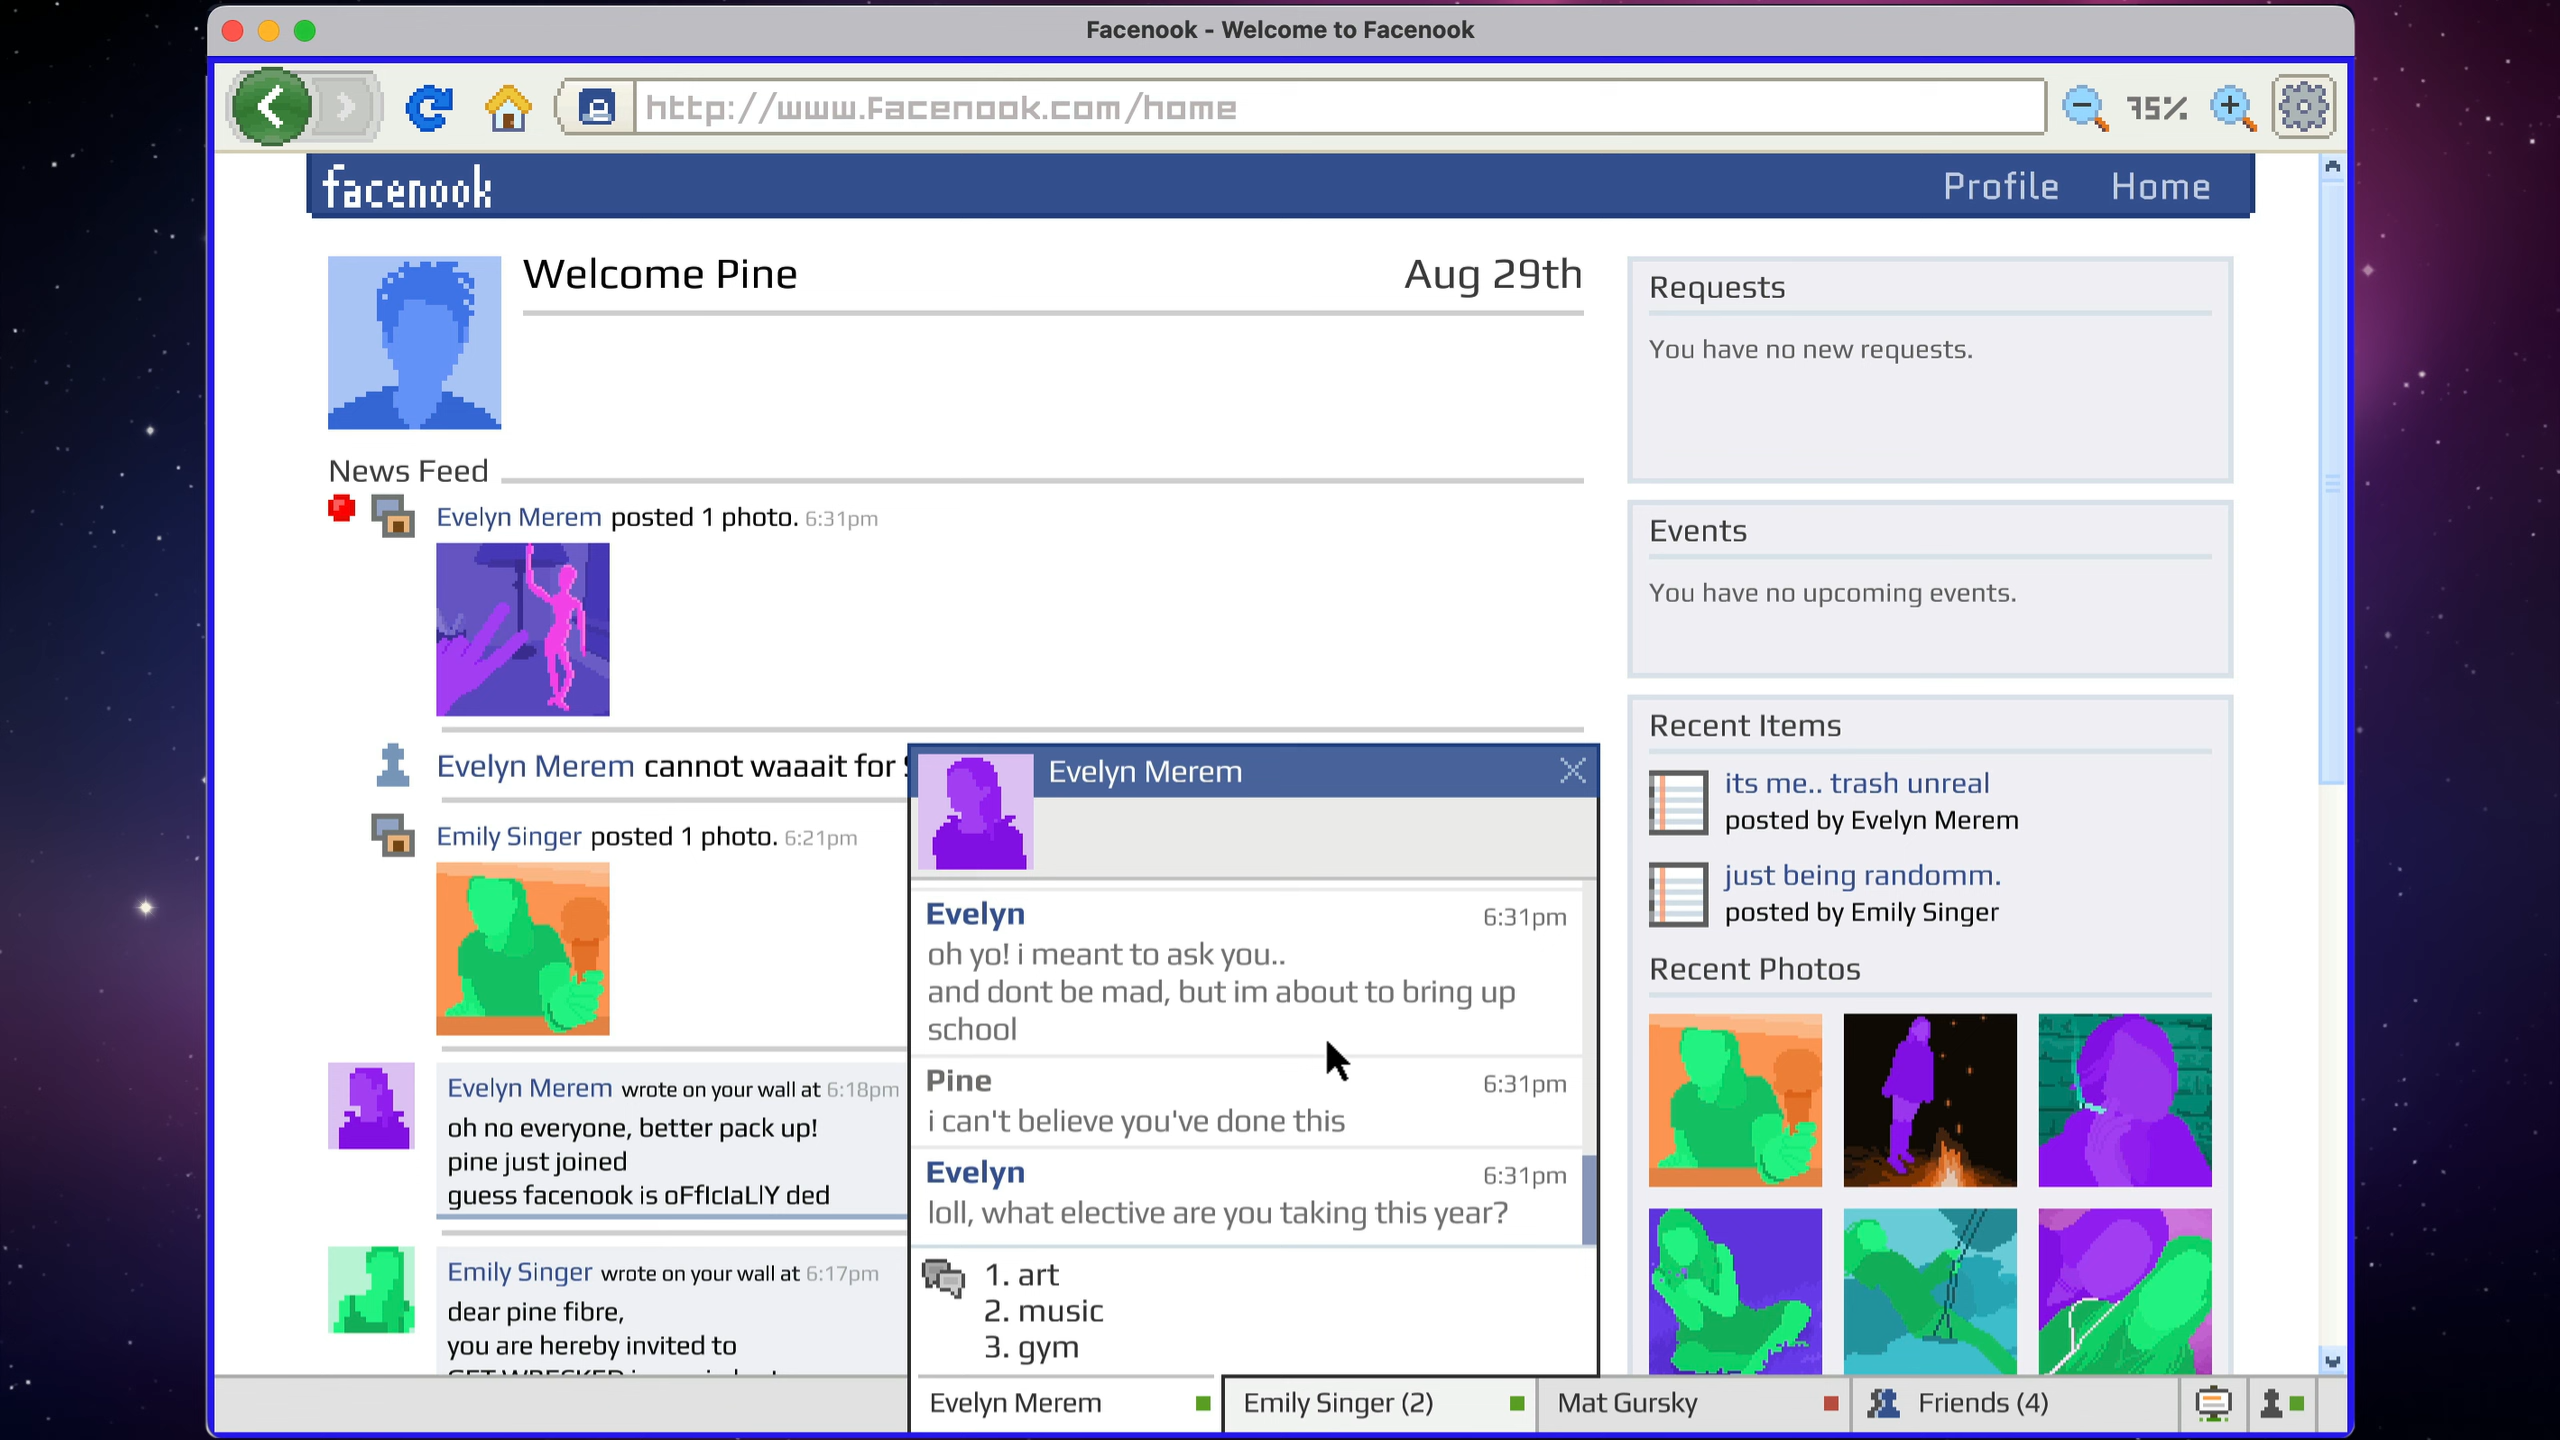 Facenook - Welcome to Facenook
http://www.Facenook.com/home
75%
facenook
Profile Home
Welcome Pine
Aug 29th
News Feed
Evelyn Merem posted 1 photo. 6:31pm
Evelyn Merem cannot waaait for
Emily Singer posted 1 photo. 6:21pm
Evelyn Merem wrote on your wall at 6:18pm
oh no everyone, better pack up!
pine just joined
guess facenook is oFfIcIaLlY ded
Emily Singer wrote on your wall at 6:17pm
dear pine fibre,
you are hereby invited to
Evelyn Merem
Evelyn 6:31pm
oh yo! i meant to ask you..
and dont be mad, but im about to bring up
school
Pine 6:31pm
i can't believe you've done this
Evelyn 6:31pm
loll, what elective are you taking this year?
1. art
2. music
3. gym
Requests
You have no new requests.
Events
You have no upcoming events.
Recent Items
its me.. trash unreal
posted by Evelyn Merem
just being randomm.
posted by Emily Singer
Recent Photos
Evelyn Merem
Emily Singer (2)
Mat Gursky
Friends (4)